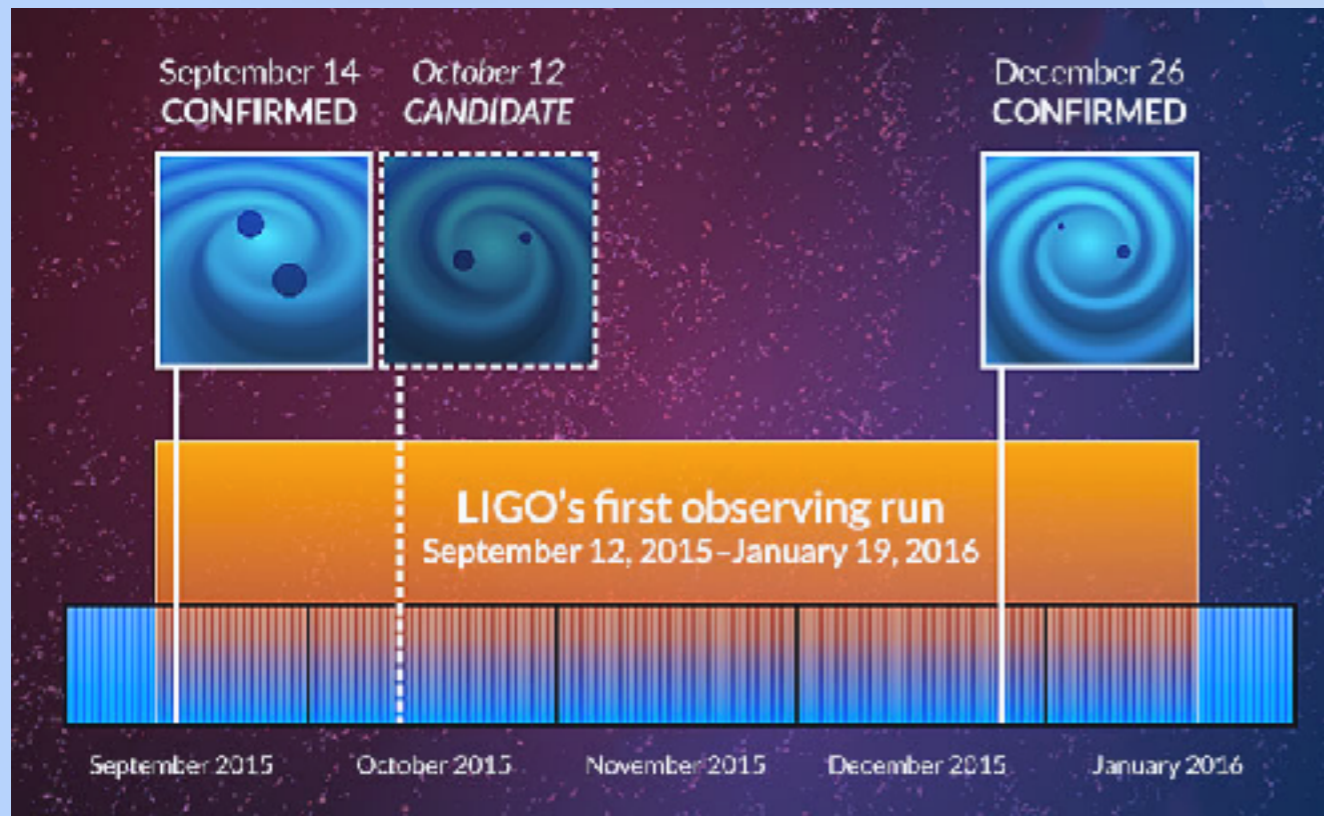 September 14
CONFIRMED
October 12
CANDIDATE
December 26
CONFIRMED
LIGO's first observing run
September 12, 2015–January 19, 2016
September 2015
October 2015
November 2015
December 2015
January 2016